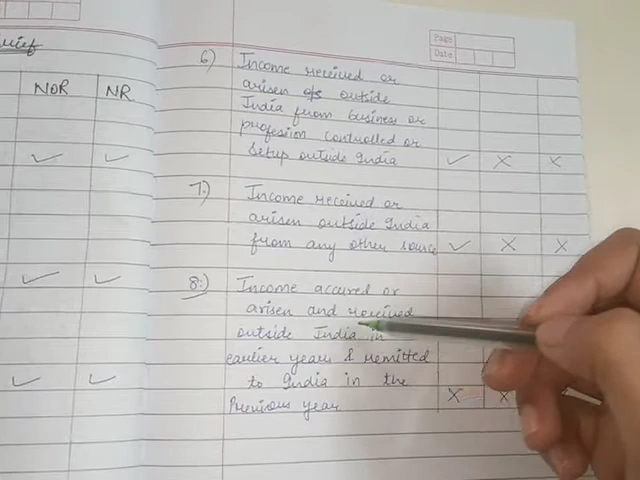 rief
NOR NR
Page
Date
6) Income received or
arisen o/s outside
India from business or
profession controlled or
setup outside India ✓ ✗ ✗
7.) Income received or
arisen outside India
from any other source ✓ ✗ ✗
8.) Income accured or
arisen and received
outside India in
earlier years & remitted
to India in the
Previous year ✗ ✗